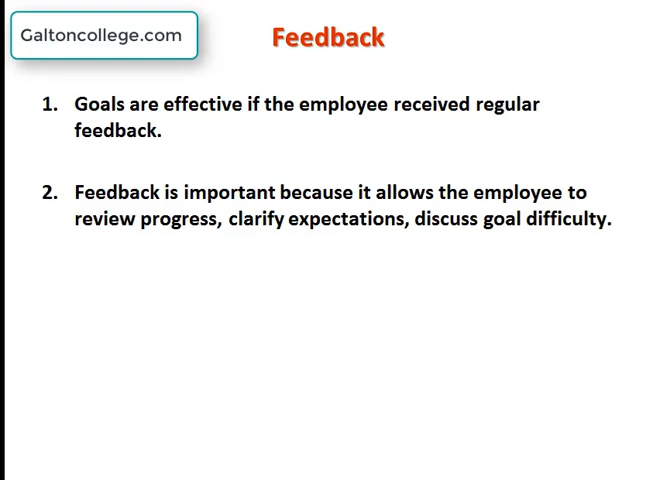 Galtoncollege.com
Feedback
1. Goals are effective if the employee received regular
feedback.
2. Feedback is important because it allows the employee to
review progress, clarify expectations, discuss goal difficulty.